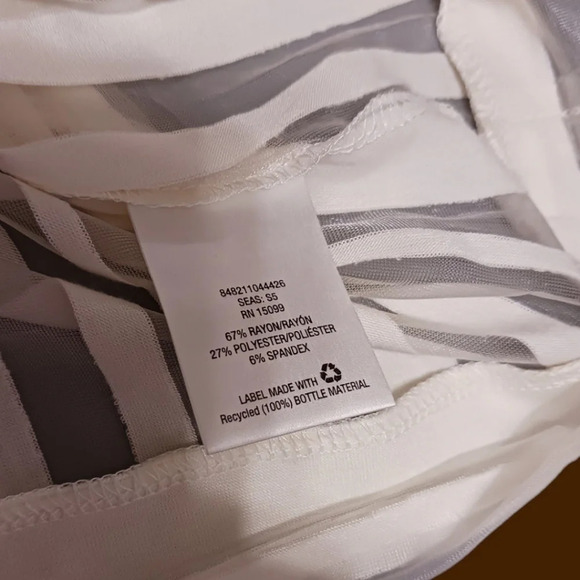 848211044426
SEAS: S5
RN 15099
67% RAYON/RAYÓN
27% POLYESTER/POLIÉSTER
6% SPANDEX
LABEL MADE WITH
Recycled (100%) BOTTLE MATERIAL